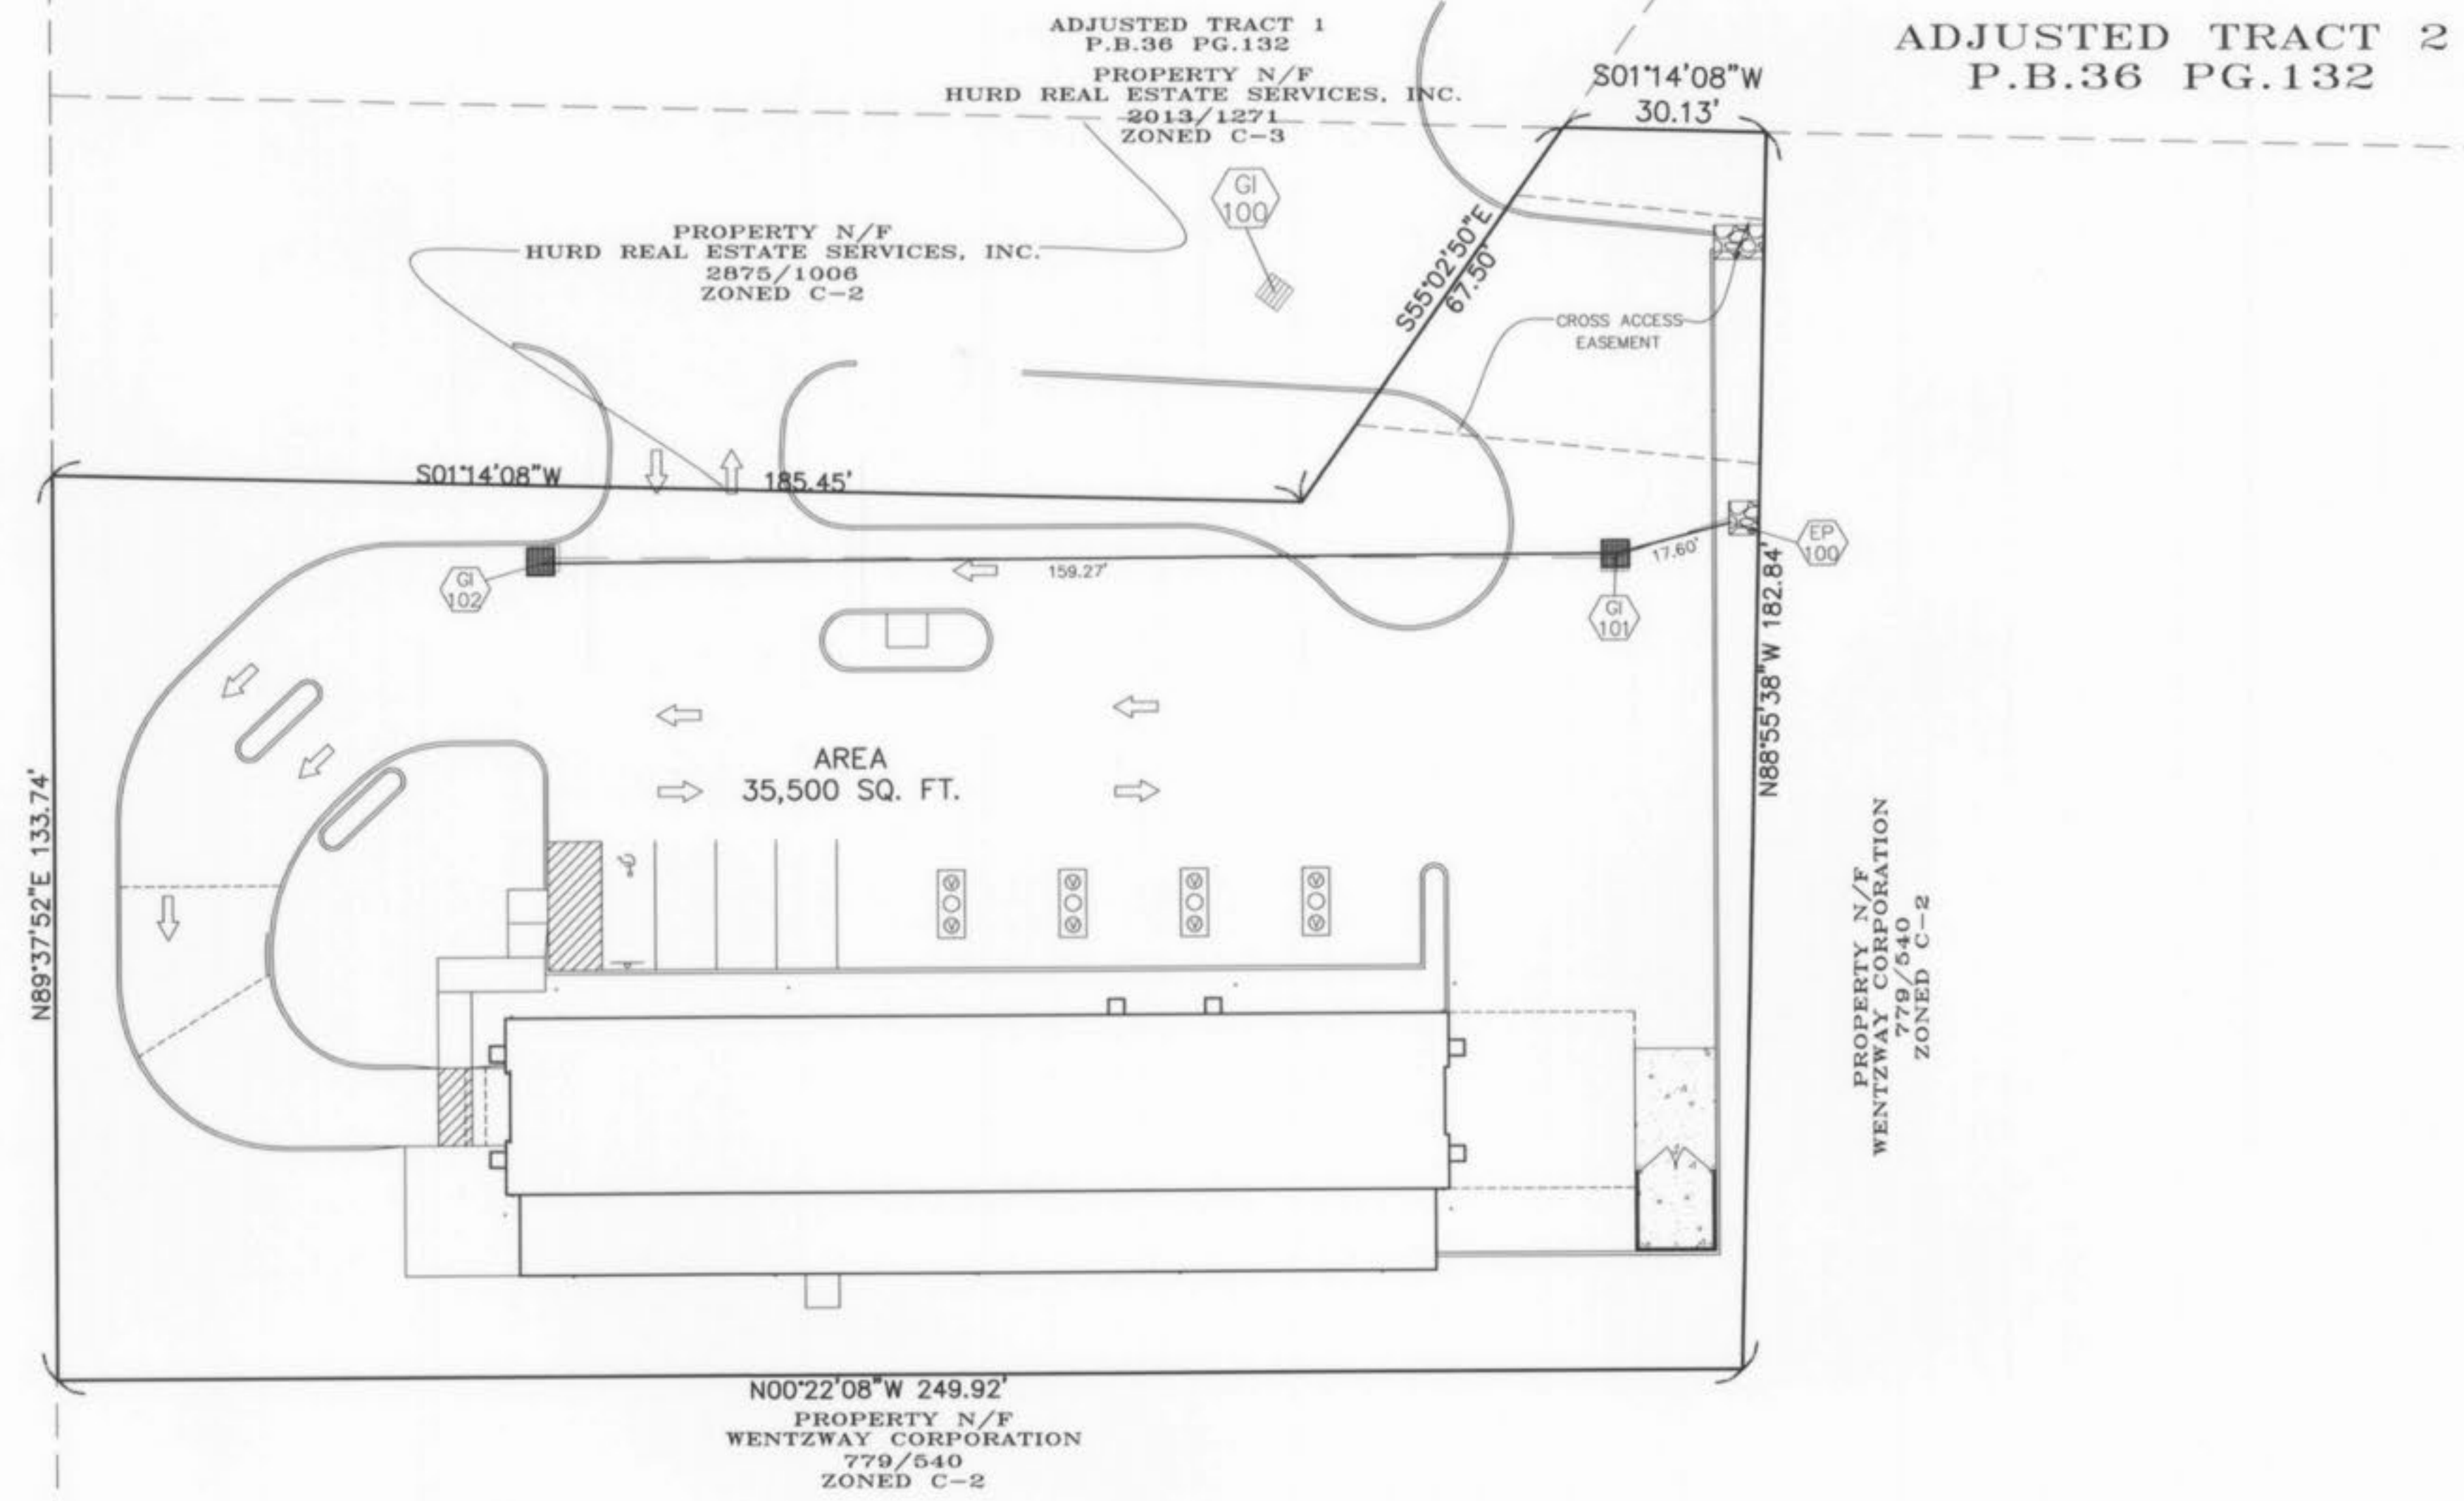 ADJUSTED TRACT 1
P.B.36 PG.132
PROPERTY N/F
HURD REAL ESTATE SERVICES, INC.
2013/1271
ZONED C-3
ADJUSTED TRACT 2
P.B.36 PG.132
S01°14'08"W
30.13'
GI
100
PROPERTY N/F
HURD REAL ESTATE SERVICES, INC.
2875/1006
ZONED C-2
S55°02'50"E
67.50'
CROSS ACCESS
EASEMENT
S01°14'08"W
185.45'
GI
102
159.27'
17.60'
EP
100
GI
101
N88°55'38"W 182.84'
AREA
35,500 SQ. FT.
N89°37'52"E 133.74'
PROPERTY N/F
WENTZWAY CORPORATION
779/540
ZONED C-2
N00°22'08"W 249.92'
PROPERTY N/F
WENTZWAY CORPORATION
779/540
ZONED C-2